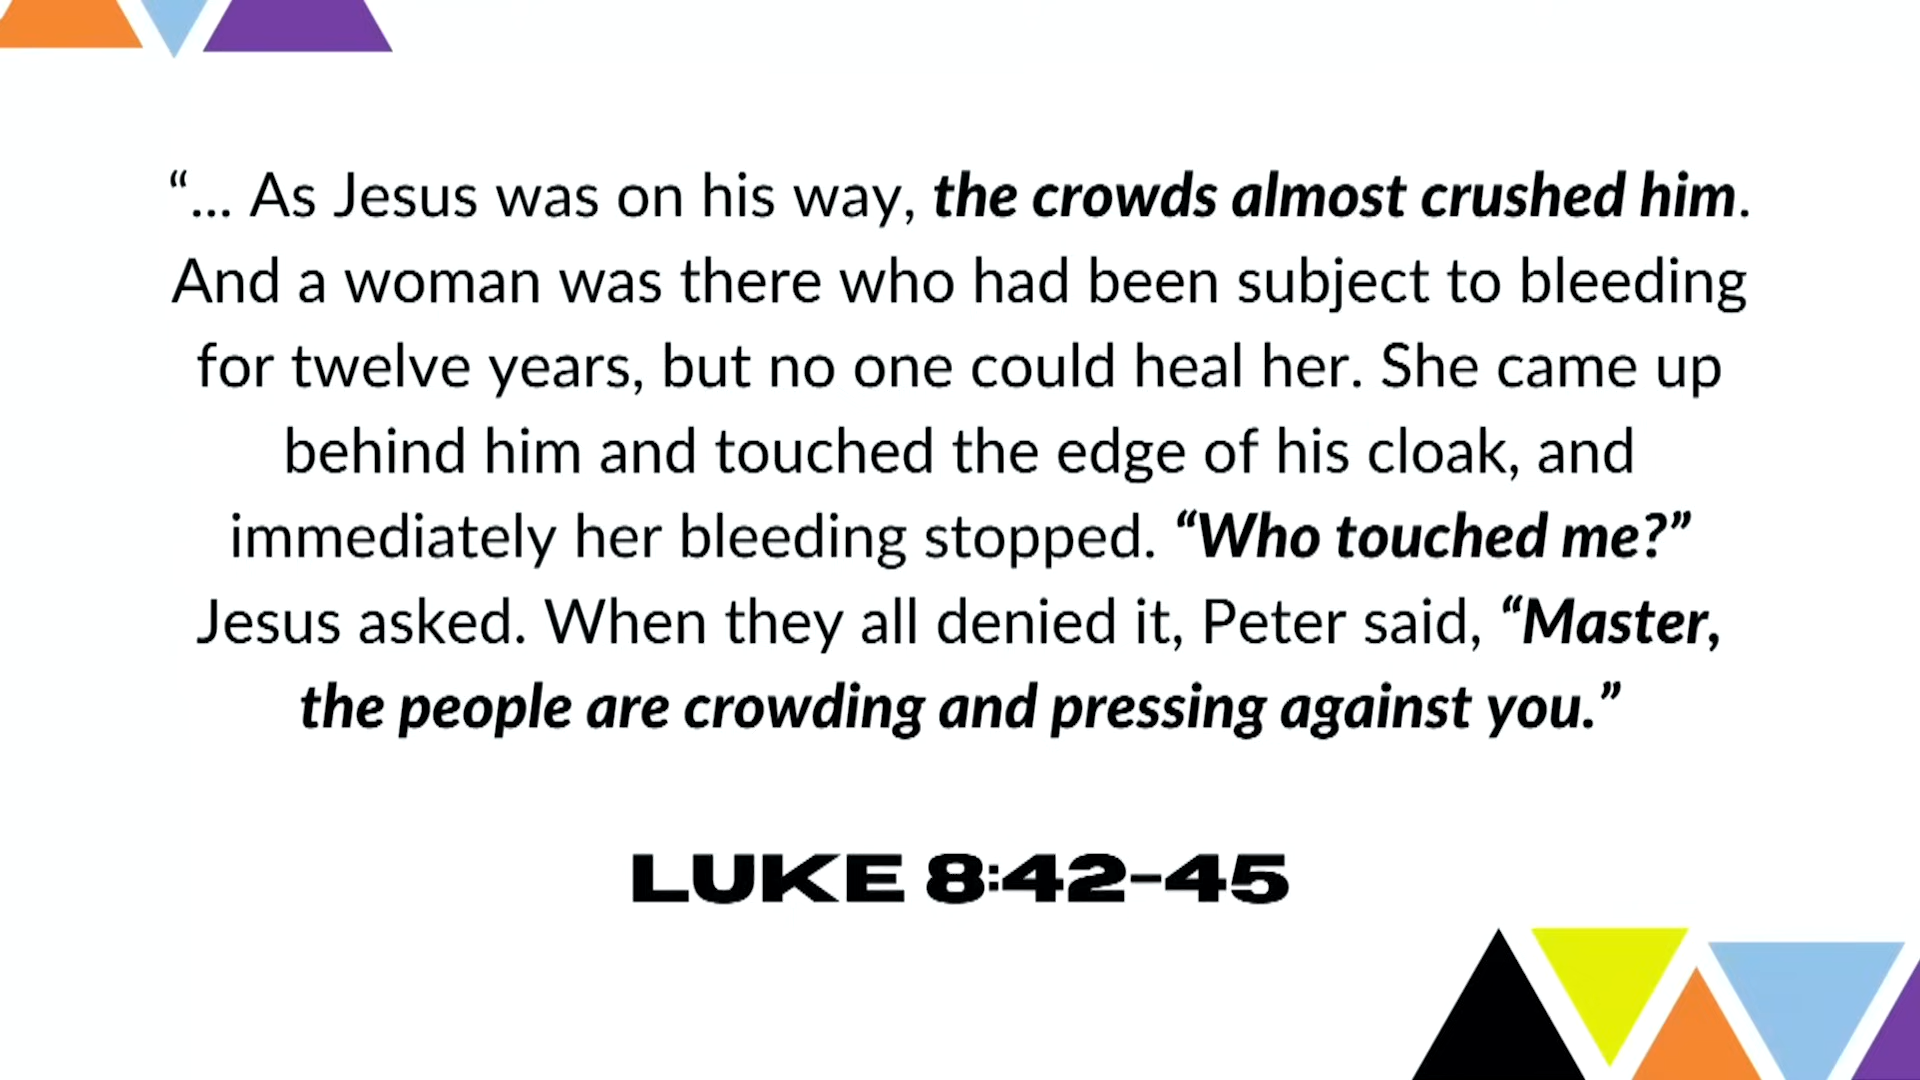 “... As Jesus was on his way, the crowds almost crushed him.
And a woman was there who had been subject to bleeding
for twelve years, but no one could heal her. She came up
behind him and touched the edge of his cloak, and
immediately her bleeding stopped. “Who touched me?”
Jesus asked. When they all denied it, Peter said, “Master,
the people are crowding and pressing against you.”
LUKE 8:42-45